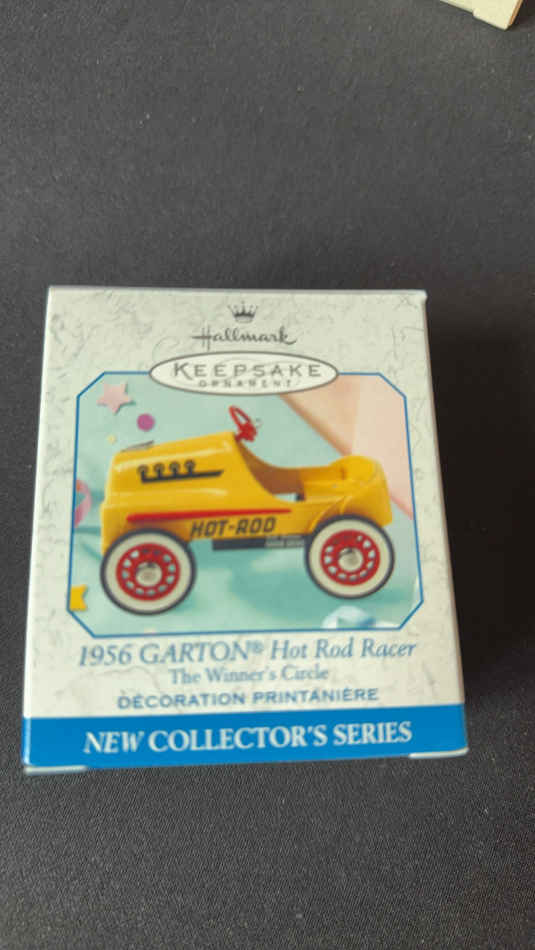 Hallmark
KEEPSAKE
ORNAMENT
HOT-ROD
1956 GARTON® Hot Rod Racer
The Winner's Circle
DÉCORATION PRINTANIÈRE
NEW COLLECTOR'S SERIES